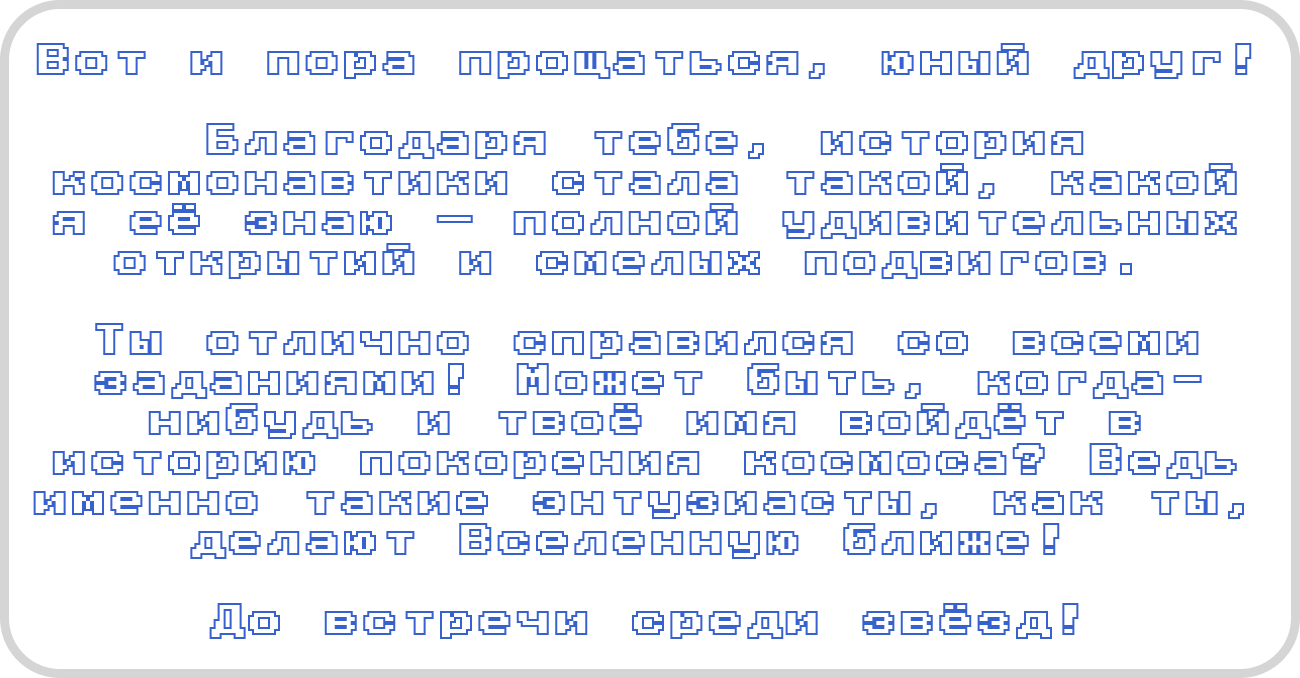 Вот и пора прощаться, юный друг!
Благодаря тебе, история
космонавтики стала такой, какой
я её знаю – полной удивительных
открытий и смелых подвигов.
Ты отлично справился со всеми
заданиями! Может быть, когда-
нибудь и твоё имя войдёт в
историю покорения космоса? Ведь
именно такие энтузиасты, как ты,
делают Вселенную ближе!
До встречи среди звёзд!